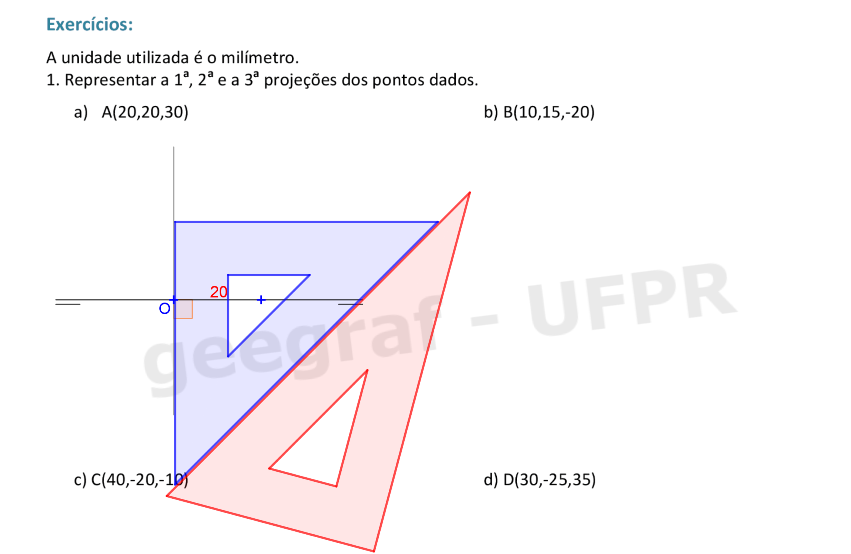 Exercícios:
A unidade utilizada é o milímetro.
1. Representar a 1ª, 2ª e a 3ª projeções dos pontos dados.
a) A(20,20,30)
b) B(10,15,-20)
20
O
geegraf - UFPR
c) C(40,-20,-10)
d) D(30,-25,35)